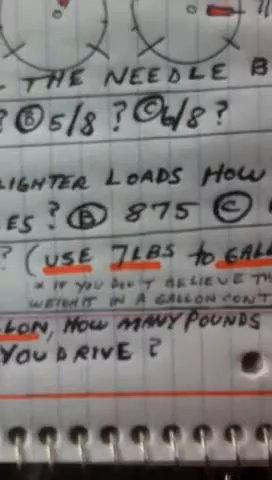 THE NEEDLE B
? Ⓑ 5/8 ? Ⓒ 6/8 ?
LIGHTER LOADS HOW
ES? Ⓑ 875 Ⓒ
? (USE 7LBS to GALL
* IF YOU DON'T BELIEVE TH
WEIGHT IN A GALLON CONT
LON, HOW MANY POUNDS
YOU DRIVE?